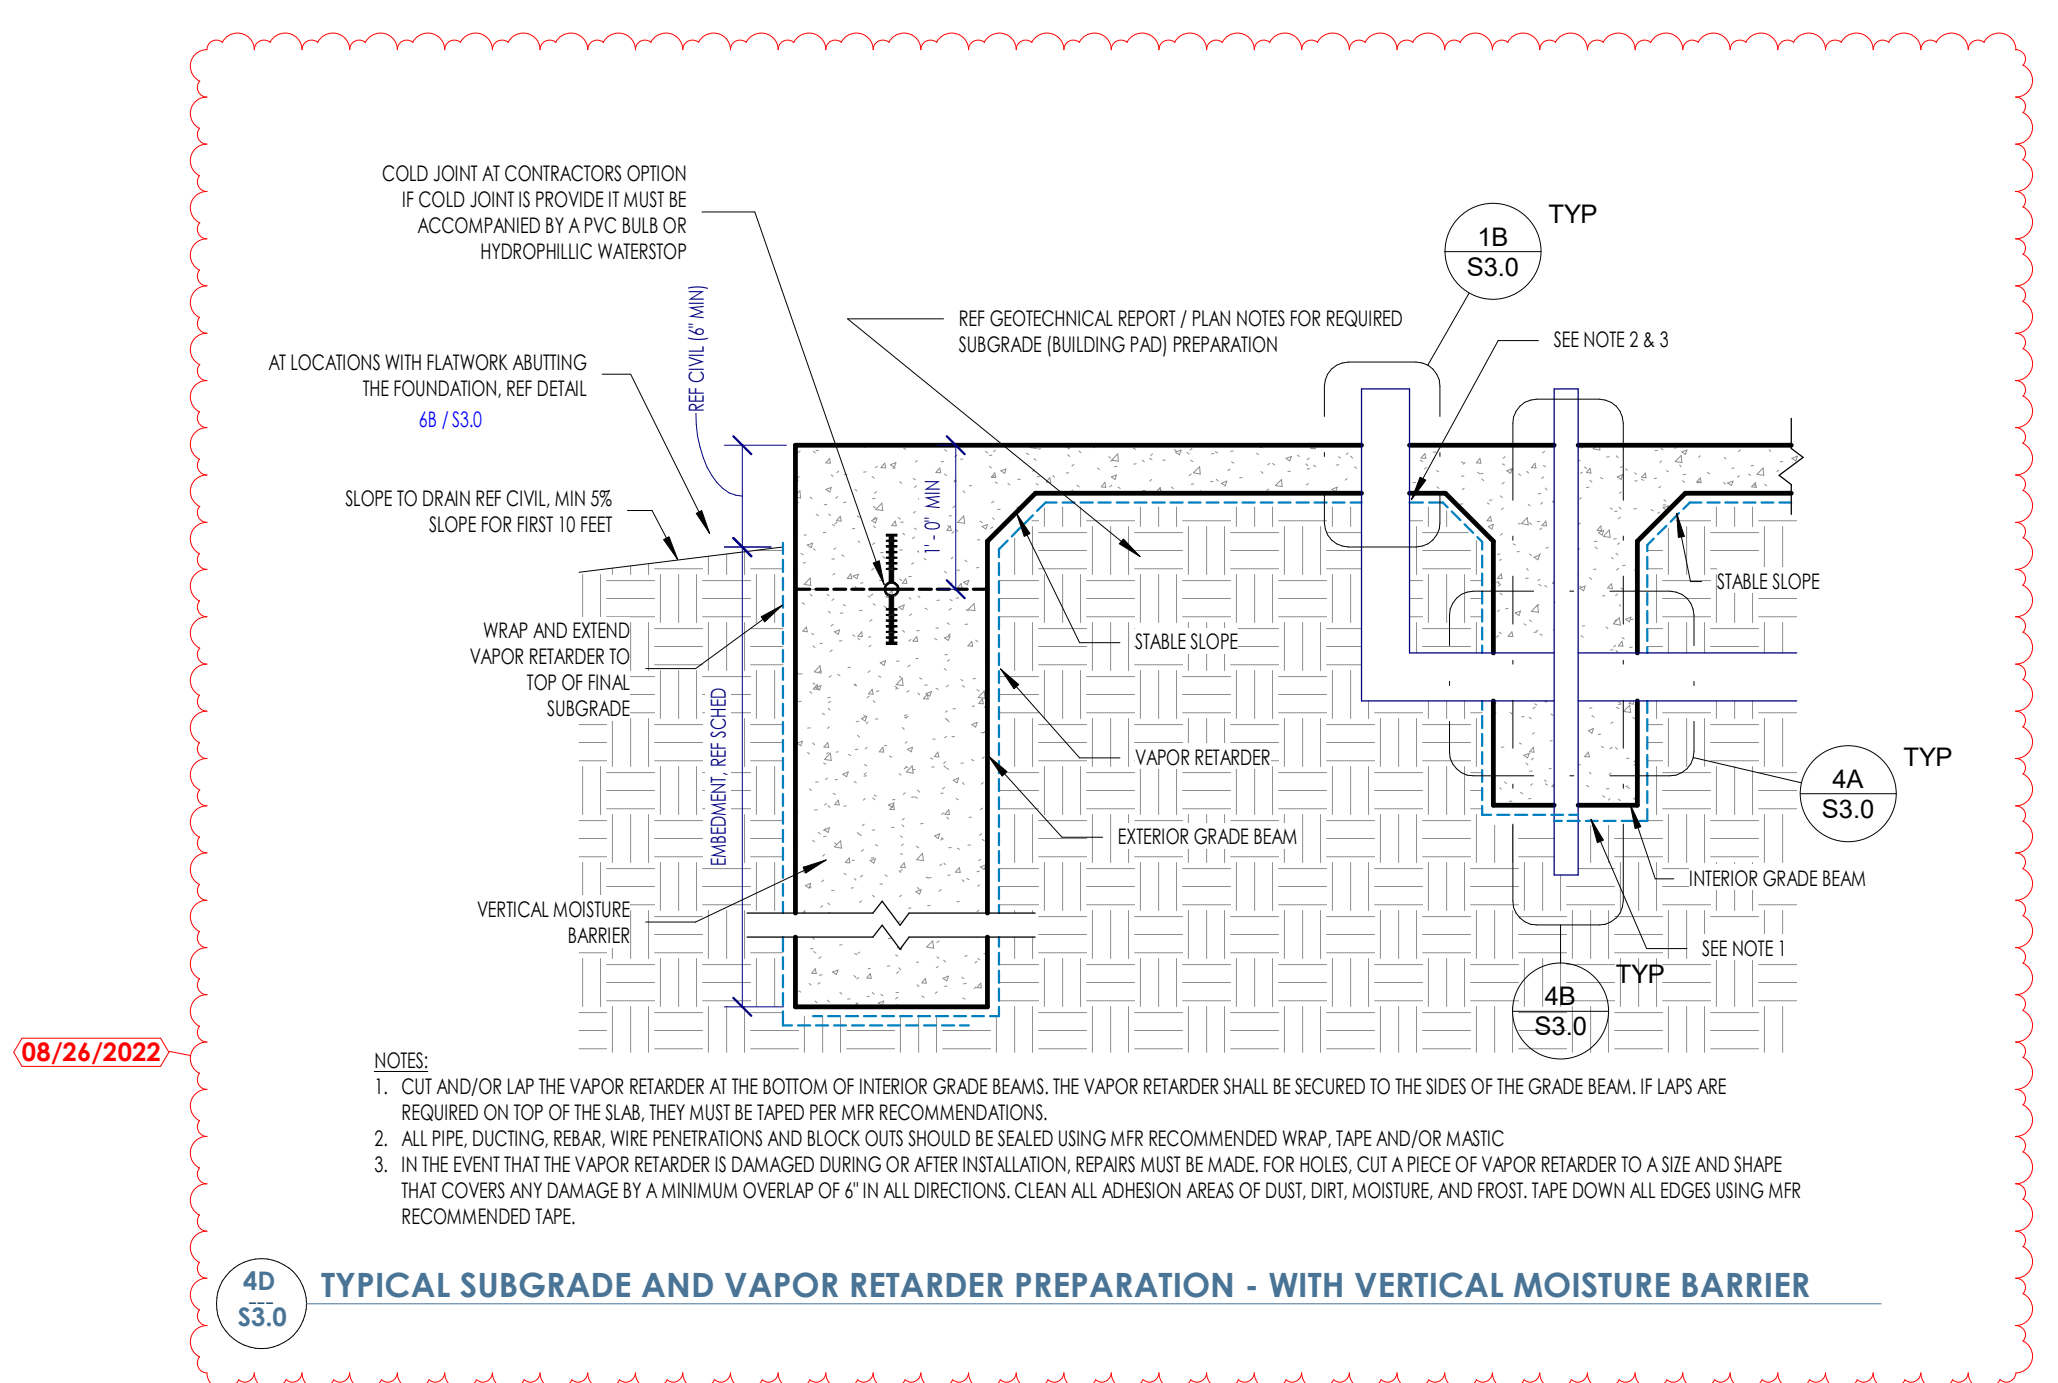 COLD JOINT AT CONTRACTORS OPTION
IF COLD JOINT IS PROVIDE IT MUST BE
ACCOMPANIED BY A PVC BULB OR
HYDROPHILLIC WATERSTOP
1B
S3.0
TYP
REF CIVIL (6" MIN)
REF GEOTECHNICAL REPORT / PLAN NOTES FOR REQUIRED
SUBGRADE (BUILDING PAD) PREPARATION
SEE NOTE 2 & 3
AT LOCATIONS WITH FLATWORK ABUTTING
THE FOUNDATION, REF DETAIL
6B / S3.0
SLOPE TO DRAIN REF CIVIL, MIN 5%
SLOPE FOR FIRST 10 FEET
1' - 0" MIN
STABLE SLOPE
WRAP AND EXTEND
VAPOR RETARDER TO
TOP OF FINAL
SUBGRADE
STABLE SLOPE
EMBEDMENT, REF SCHED
VAPOR RETARDER
4A
S3.0
TYP
EXTERIOR GRADE BEAM
INTERIOR GRADE BEAM
VERTICAL MOISTURE
BARRIER
SEE NOTE 1
4B
S3.0
TYP
08/26/2022
NOTES:
1. CUT AND/OR LAP THE VAPOR RETARDER AT THE BOTTOM OF INTERIOR GRADE BEAMS. THE VAPOR RETARDER SHALL BE SECURED TO THE SIDES OF THE GRADE BEAM. IF LAPS ARE
REQUIRED ON TOP OF THE SLAB, THEY MUST BE TAPED PER MFR RECOMMENDATIONS.
2. ALL PIPE, DUCTING, REBAR, WIRE PENETRATIONS AND BLOCK OUTS SHOULD BE SEALED USING MFR RECOMMENDED WRAP, TAPE AND/OR MASTIC
3. IN THE EVENT THAT THE VAPOR RETARDER IS DAMAGED DURING OR AFTER INSTALLATION, REPAIRS MUST BE MADE. FOR HOLES, CUT A PIECE OF VAPOR RETARDER TO A SIZE AND SHAPE
THAT COVERS ANY DAMAGE BY A MINIMUM OVERLAP OF 6" IN ALL DIRECTIONS. CLEAN ALL ADHESION AREAS OF DUST, DIRT, MOISTURE, AND FROST. TAPE DOWN ALL EDGES USING MFR
RECOMMENDED TAPE.
4D
---
S3.0
TYPICAL SUBGRADE AND VAPOR RETARDER PREPARATION - WITH VERTICAL MOISTURE BARRIER